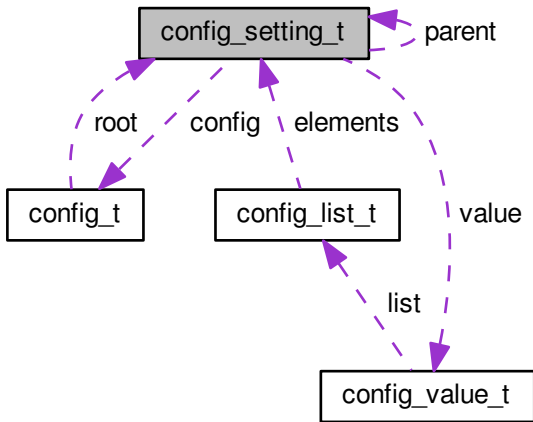 config_setting_t
parent
root
config
elements
config_t
config_list_t
value
list
config_value_t